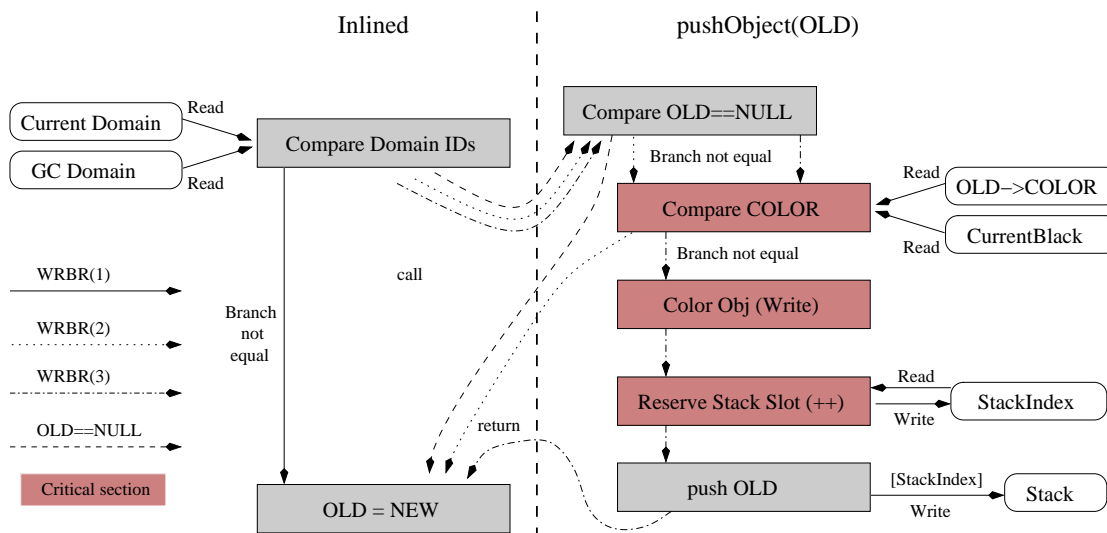 Inlined
pushObject(OLD)
Read
Current Domain
GC Domain
Read
Compare Domain IDs
Compare OLD==NULL
Branch not equal
Read
OLD−>COLOR
Compare COLOR
CurrentBlack
Read
Branch not equal
call
WRBR(1)
Color Obj (Write)
Branch
not
equal
WRBR(2)
WRBR(3)
Read
Reserve Stack Slot (++)
StackIndex
Write
OLD==NULL
return
Critical section
OLD = NEW
push OLD
[StackIndex]
Stack
Write